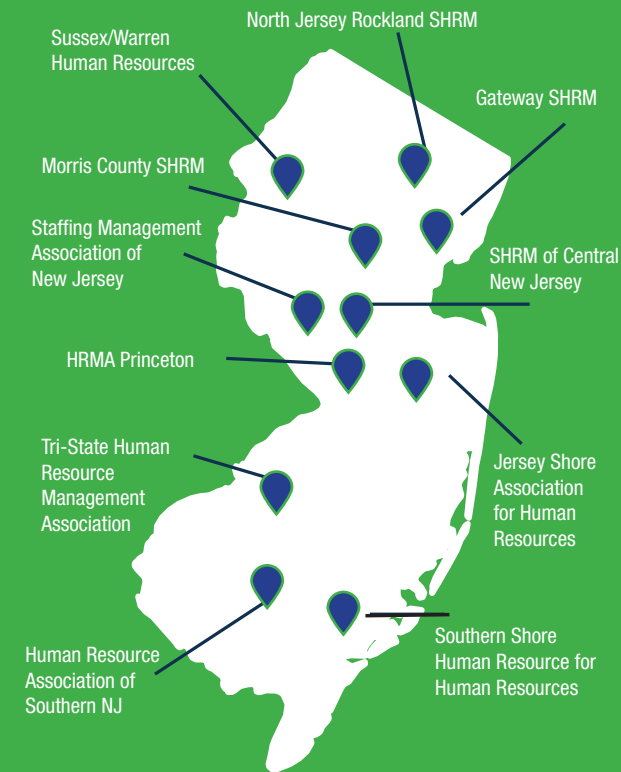 North Jersey Rockland SHRM
Sussex/Warren
Human Resources
Gateway SHRM
Morris County SHRM
Staffing Management
Association of
New Jersey
SHRM of Central
New Jersey
HRMA Princeton
Tri-State Human
Resource
Management
Association
Jersey Shore
Association
for Human
Resources
Human Resource
Association of
Southern NJ
Southern Shore
Human Resource for
Human Resources